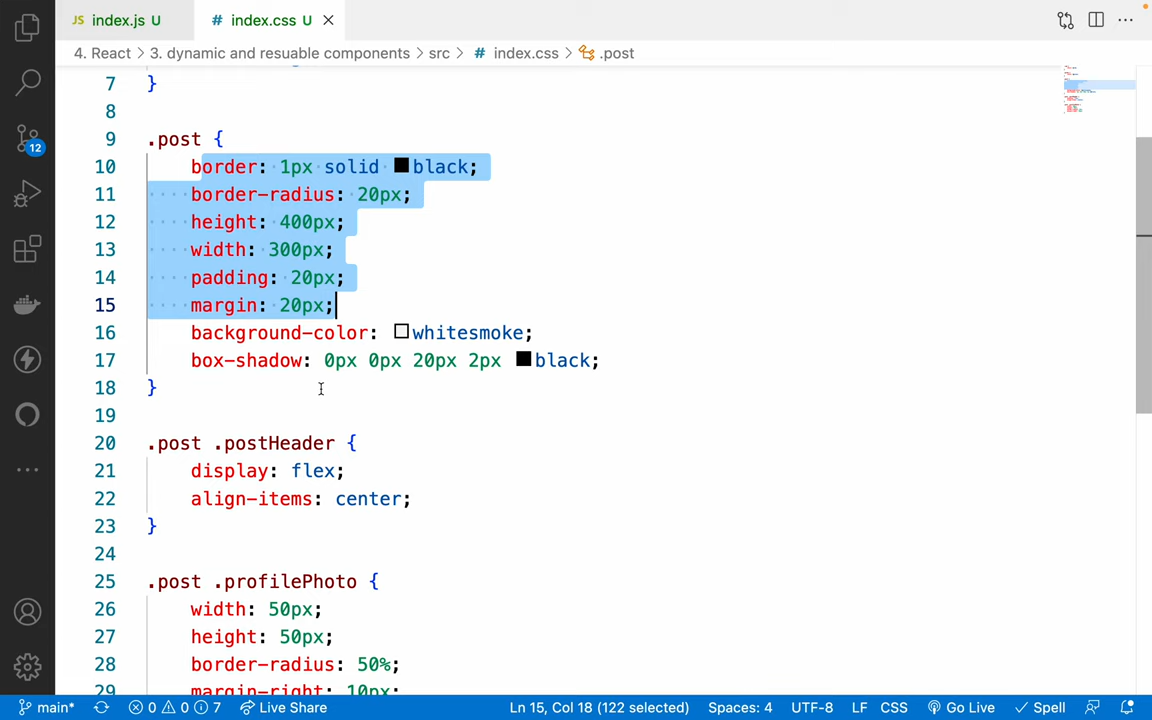 JS index.js U # index.css U
4. React > 3. dynamic and resuable components > src > # index.css > .post
7 }
8
9 .post {
10 border: 1px solid black;
11 border-radius: 20px;
12 height: 400px;
13 width: 300px;
14 padding: 20px;
15 margin: 20px;
16 background-color: whitesmoke;
17 box-shadow: 0px 0px 20px 2px black;
18 }
19
20 .post .postHeader {
21 display: flex;
22 align-items: center;
23 }
24
25 .post .profilePhoto {
26 width: 50px;
27 height: 50px;
28 border-radius: 50%;
29 margin-right: 10px;
12
main* 0 0 7 Live Share Ln 15, Col 18 (122 selected) Spaces: 4 UTF-8 LF CSS Go Live Spell